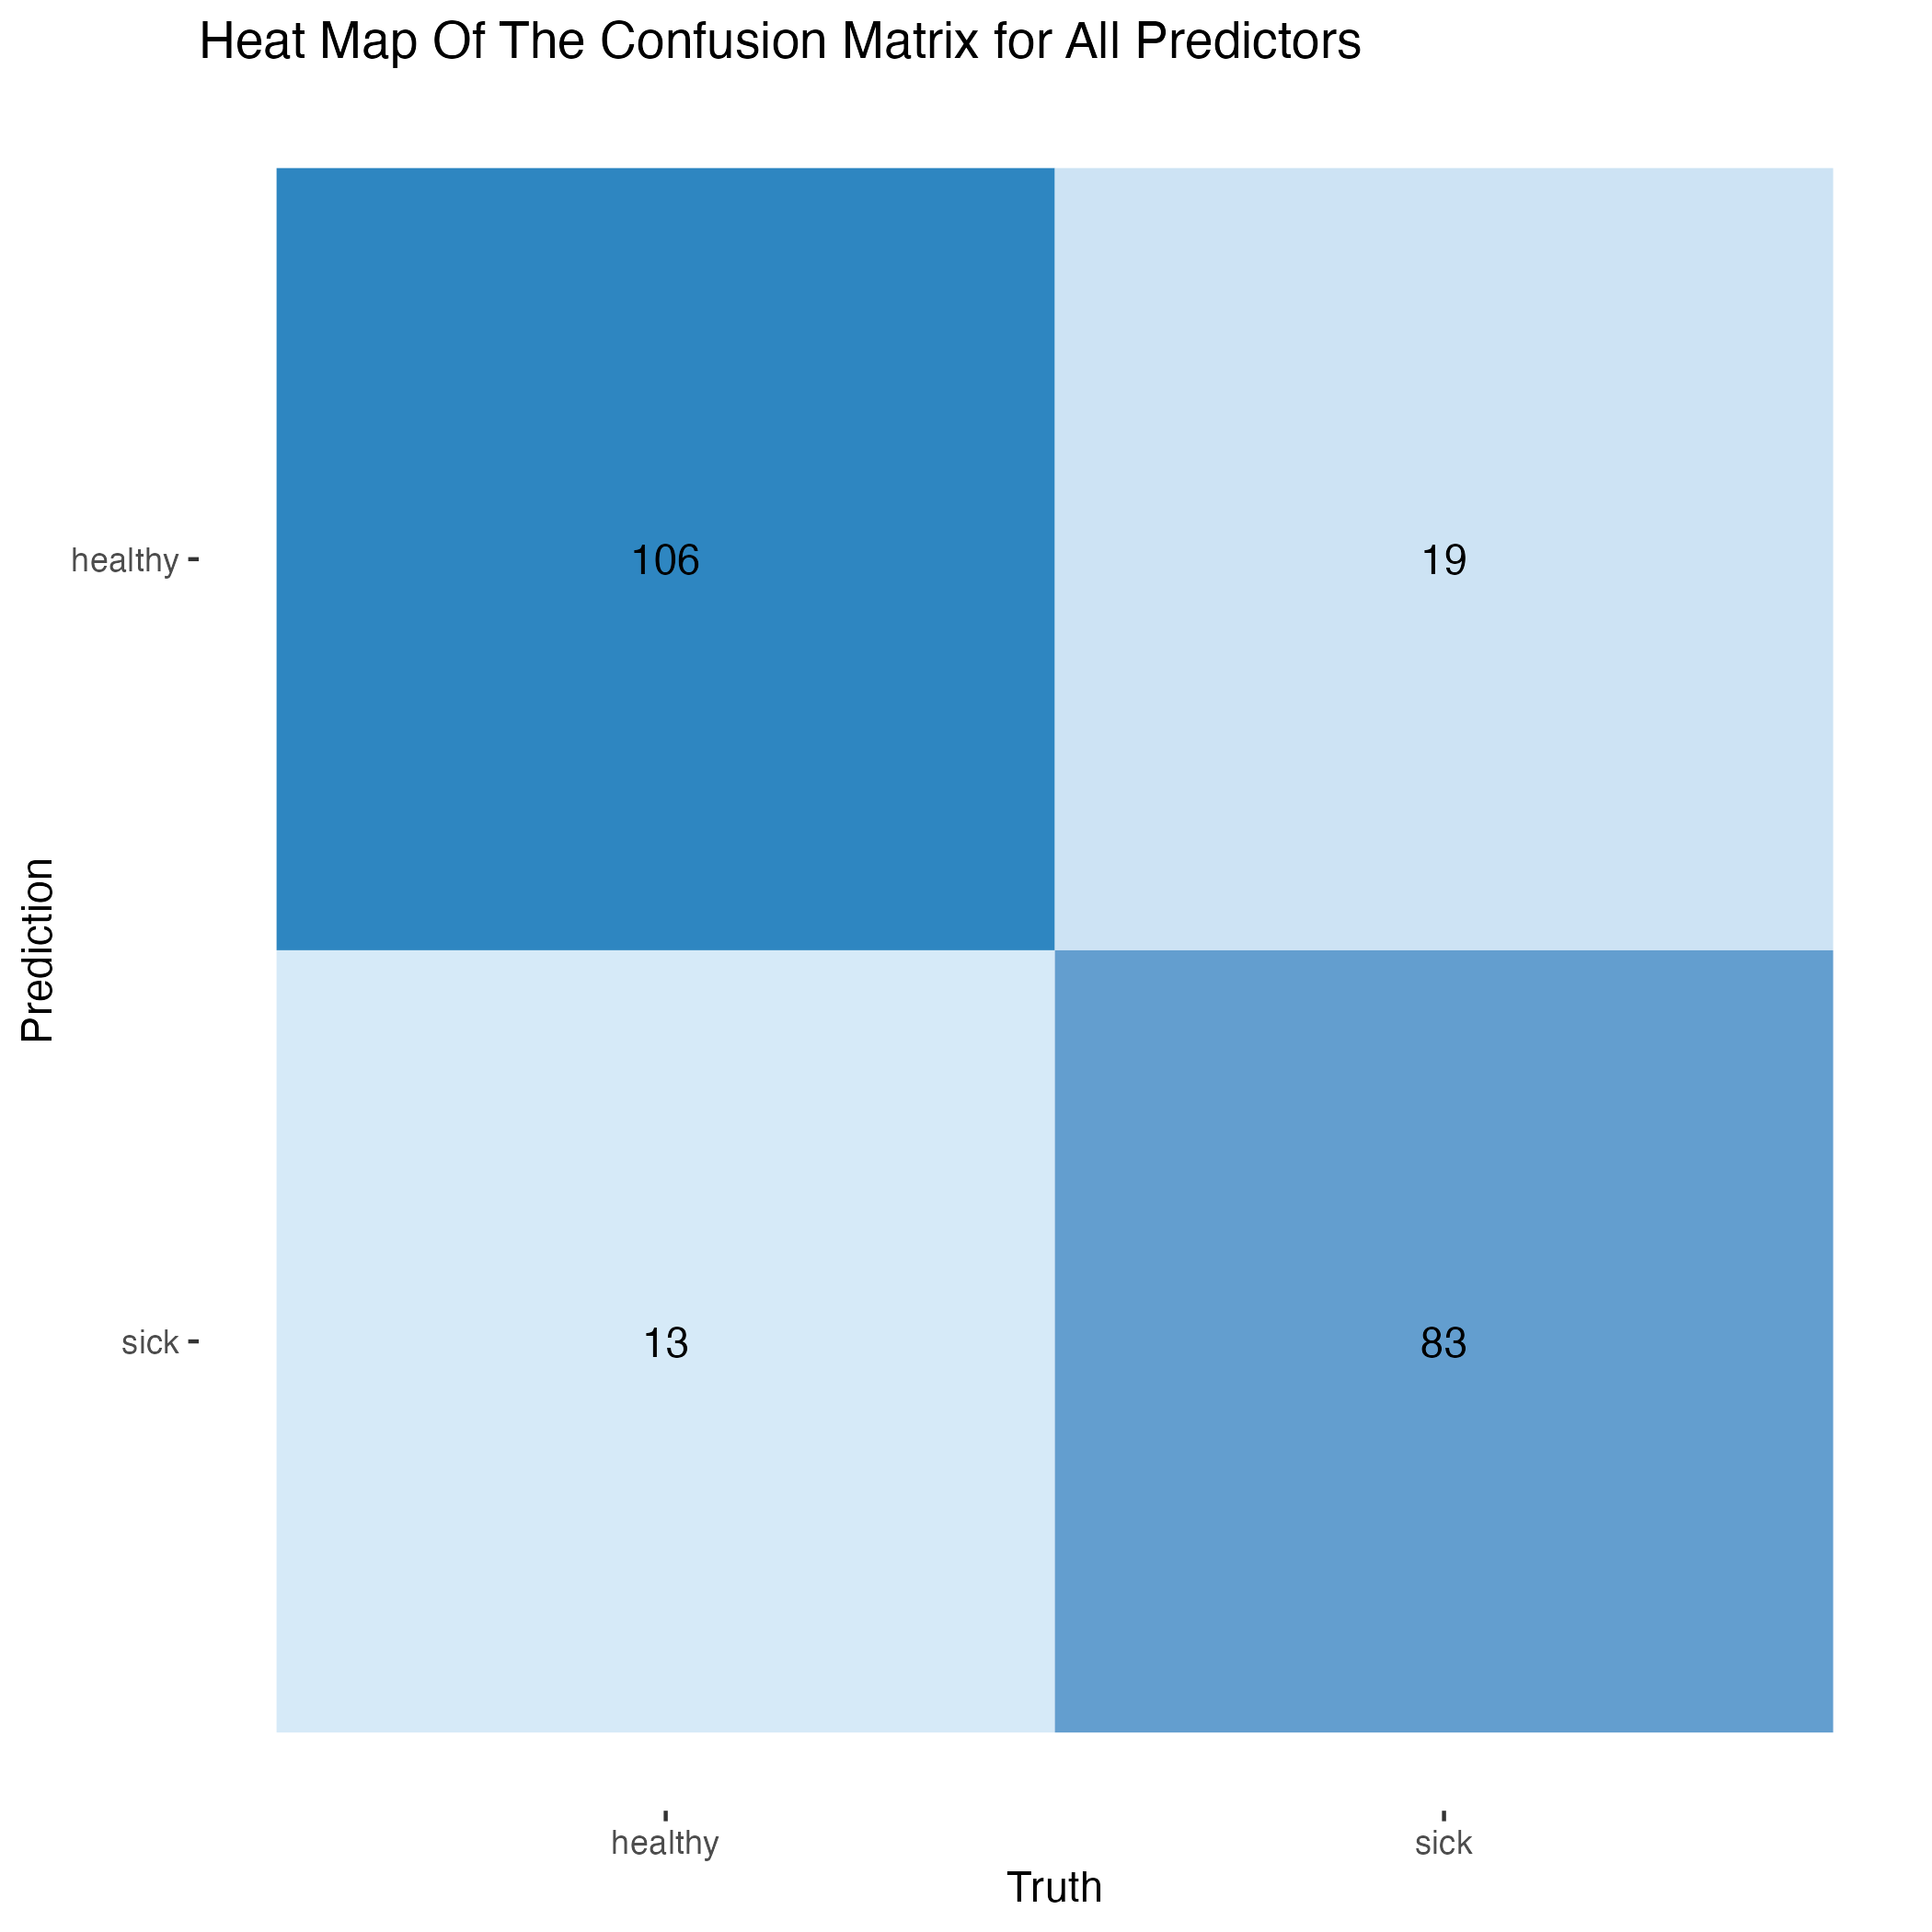 Heat Map Of The Confusion Matrix for All Predictors
healthy
106
19
Prediction
sick
13
83
healthy
sick
Truth